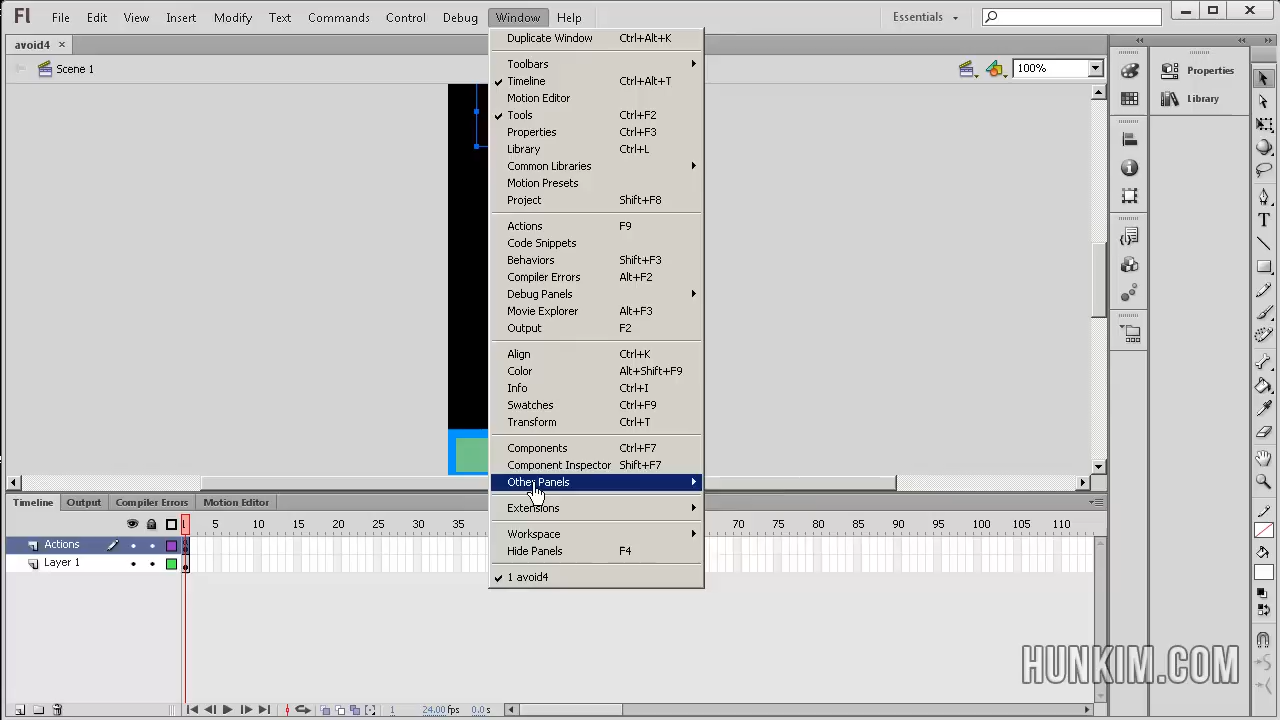 Fl File Edit View Insert Modify Text Commands Control Debug Window Help Essentials
avoid4
Scene 1 100%
Duplicate Window Ctrl+Alt+K
Toolbars
Timeline Ctrl+Alt+T
Motion Editor
Tools Ctrl+F2
Properties Ctrl+F3
Library Ctrl+L
Common Libraries
Motion Presets
Project Shift+F8
Actions F9
Code Snippets
Behaviors Shift+F3
Compiler Errors Alt+F2
Debug Panels
Movie Explorer Alt+F3
Output F2
Align Ctrl+K
Color Alt+Shift+F9
Info Ctrl+I
Swatches Ctrl+F9
Transform Ctrl+T
Components Ctrl+F7
Component Inspector Shift+F7
Other Panels
Extensions
Workspace
Hide Panels F4
1 avoid4
Properties
Library
Timeline Output Compiler Errors Motion Editor
1 5 10 15 20 25 30 35 70 75 80 85 90 95 100 105 110
Actions
Layer 1
1 24.00fps 0.0s
HUNKIM.COM